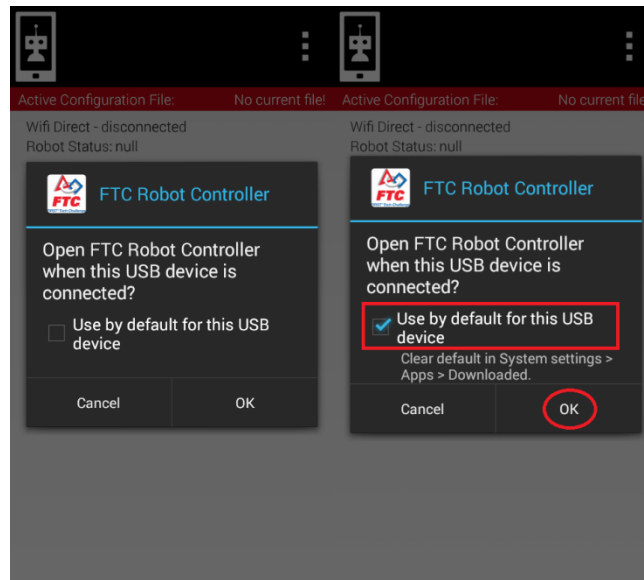 Active Configuration File: No current file!
Wifi Direct - disconnected
Robot Status: null
FTC
FTC Robot Controller
Open FTC Robot Controller
when this USB device is
connected?
Use by default for this USB
device
Cancel OK
Active Configuration File: No current file
Wifi Direct - disconnected
Robot Status: null
FTC
FTC Robot Controller
Open FTC Robot Controller
when this USB device is
connected?
Use by default for this USB
device
Clear default in System settings >
Apps > Downloaded.
Cancel OK